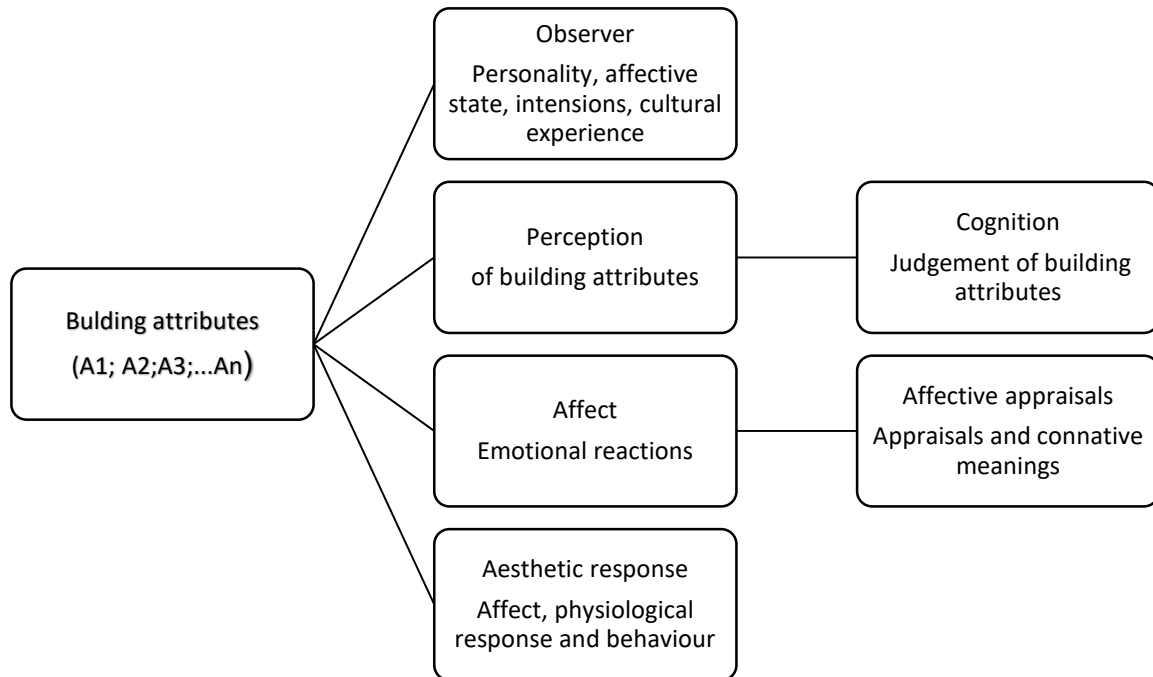 Observer
Personality, affective
state, intensions, cultural
experience
Perception
of building attributes
Cognition
Judgement of building
attributes
Bulding attributes
(A1; A2;A3;...An)
Affect
Emotional reactions
Affective appraisals
Appraisals and connative
meanings
Aesthetic response
Affect, physiological
response and behaviour